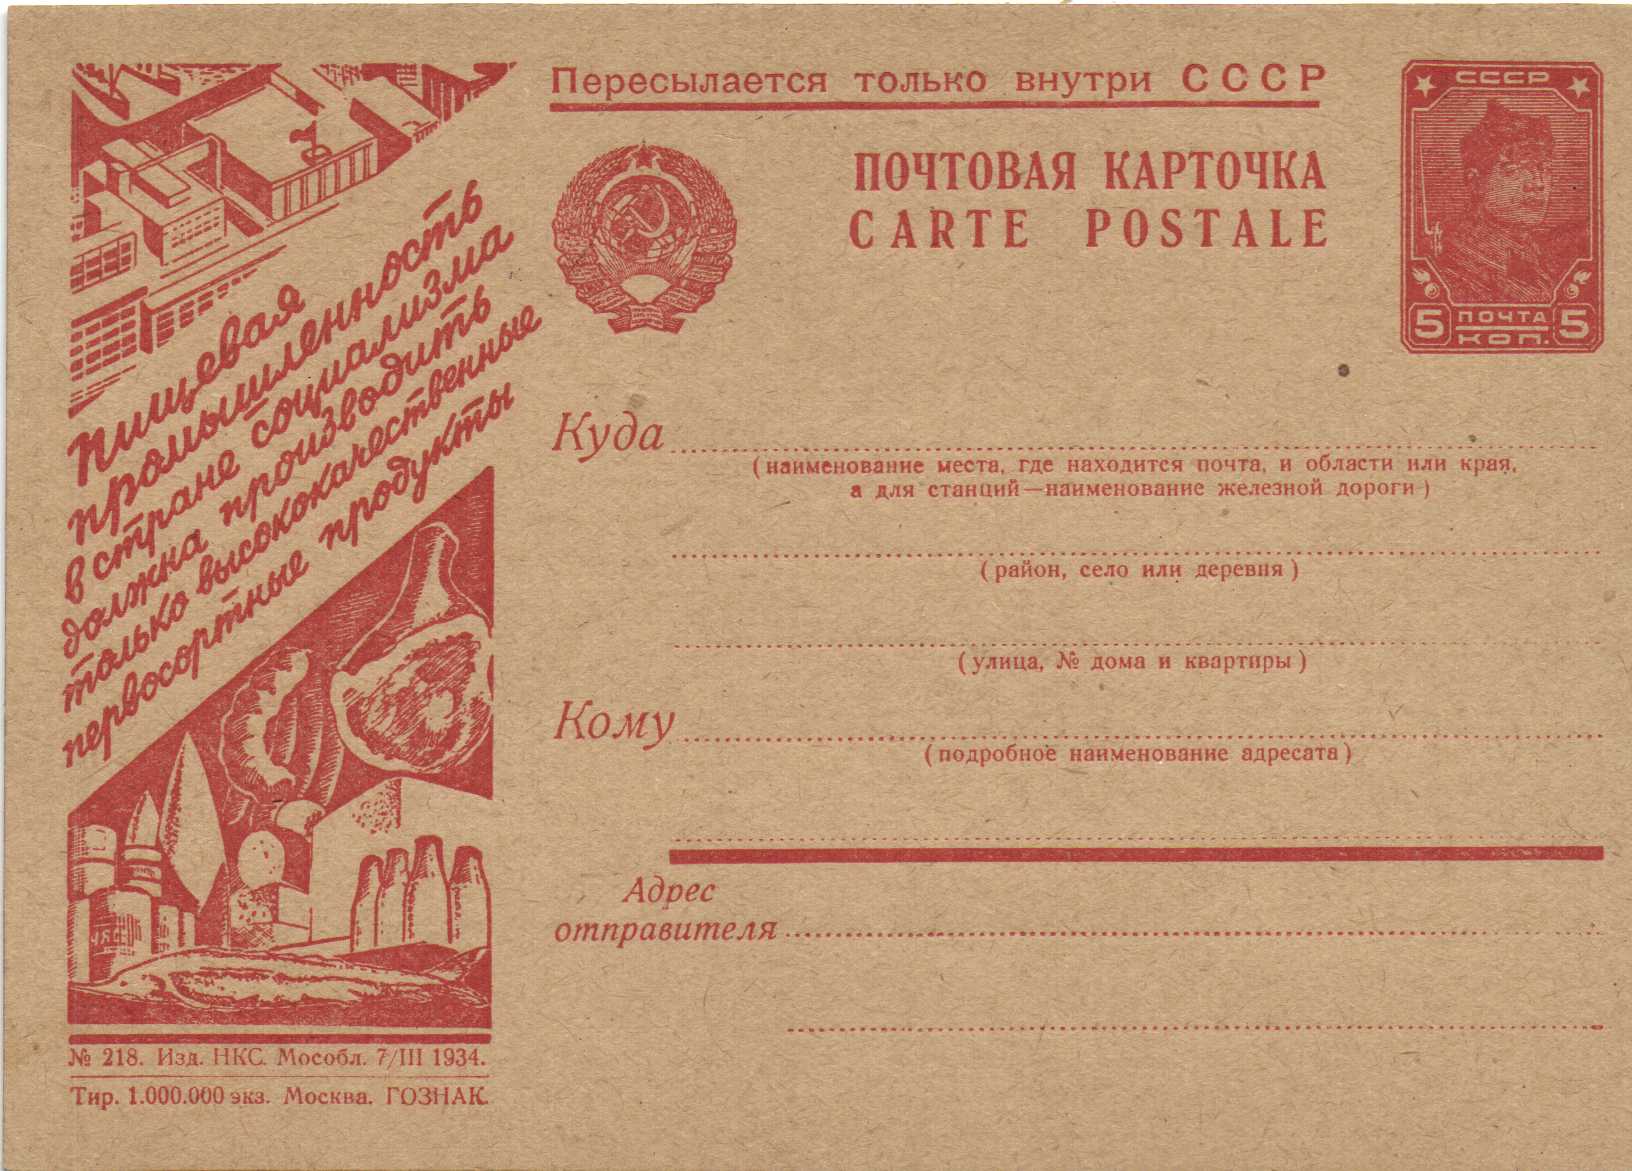 Пересылается только внутри СССР
ПОЧТОВАЯ КАРТОЧКА
CARTE POSTALE
СССР
5 ПОЧТА 5
КОП.
пищевая
промышленность
в стране социализма
должна производить
только высококачественные
первосортные продукты
Куда
(наименование места, где находится почта, и области или края,
а для станций—наименование железной дороги)
(район, село или деревня)
(улица, № дома и квартиры)
Кому
(подробное наименование адресата)
Адрес
отправителя
№ 218. Изд. НКС. Мособл. 7/III 1934.
Тир. 1.000.000 экз. Москва. ГОЗНАК.